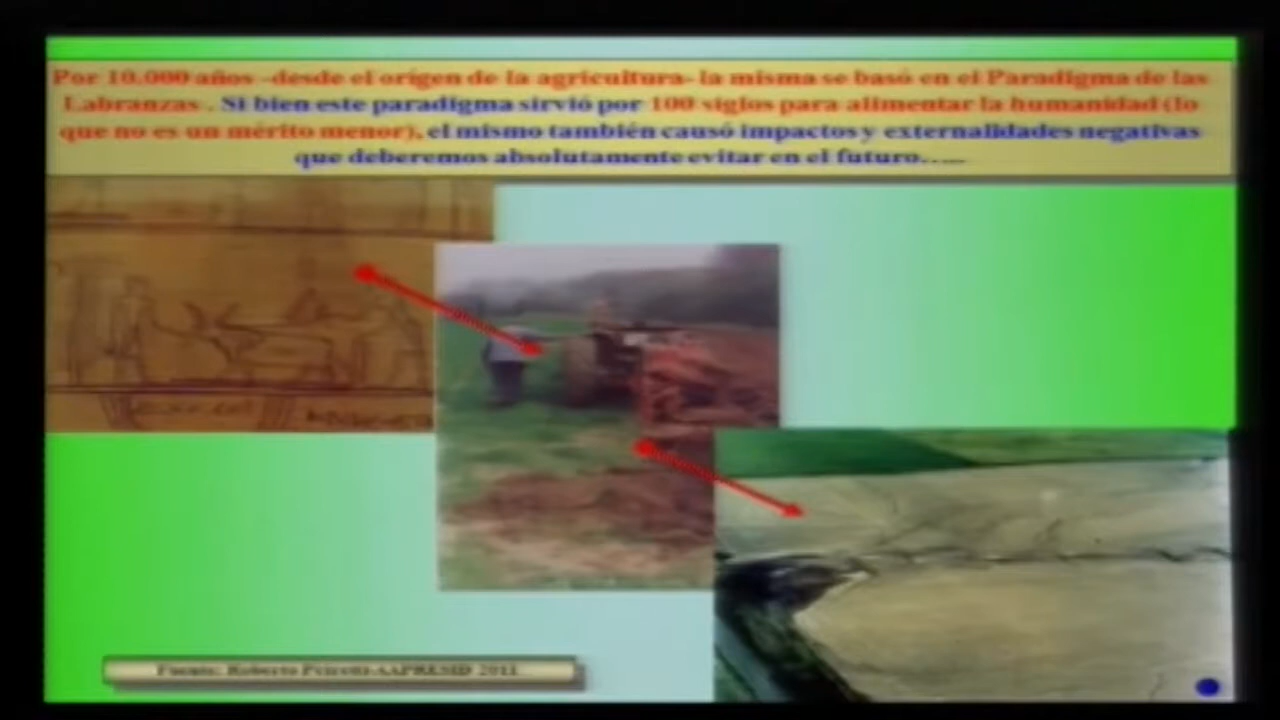 Por 10.000 años -desde el origen de la agricultura- la misma se basó en el Paradigma de las
Labranzas . Si bien este paradigma sirvió por 100 siglos para alimentar la humanidad (lo
que no es un mérito menor), el mismo también causó impactos y externalidades negativas
que deberemos absolutamente evitar en el futuro…...
Fuente: Roberto Peiretti-AAPRESID 2011